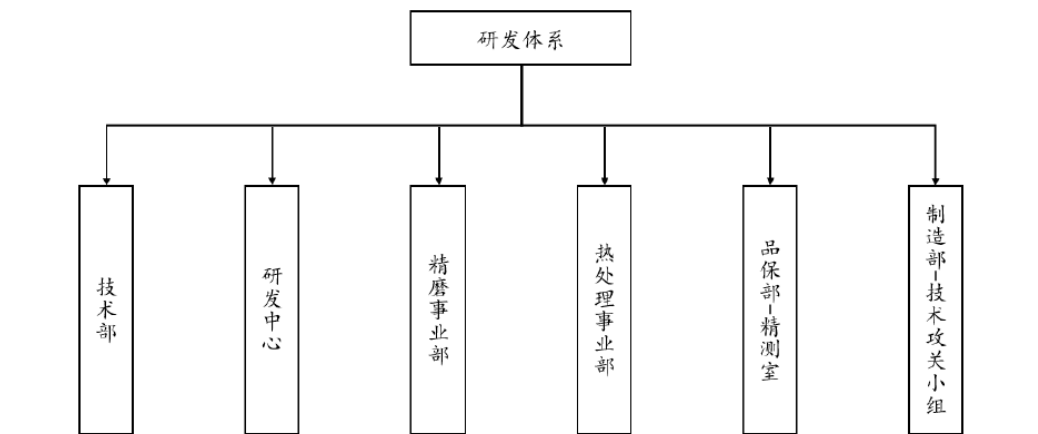 研发体系
技术部
研发中心
精磨事业部
热处理事业部
品保部-精测室
制造部-技术攻关小组